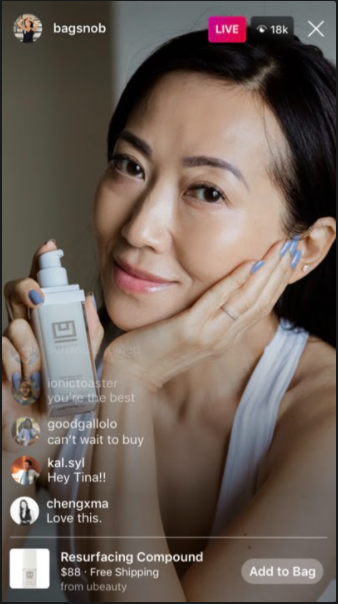 bagsnob
LIVE
18k
ionictoaster
you're the best
goodgallolo
can't wait to buy
kal.syl
Hey Tina!!
chengxma
Love this.
Resurfacing Compound
$88 · Free Shipping
from ubeauty
Add to Bag